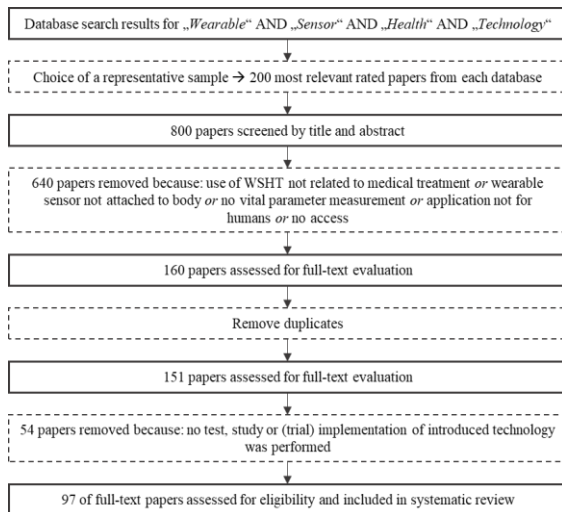 Database search results for „Wearable“ AND „Sensor“ AND „Health“ AND „Technology“
Choice of a representative sample → 200 most relevant rated papers from each database
800 papers screened by title and abstract
640 papers removed because: use of WSHT not related to medical treatment or wearable
sensor not attached to body or no vital parameter measurement or application not for
humans or no access
160 papers assessed for full-text evaluation
Remove duplicates
151 papers assessed for full-text evaluation
54 papers removed because: no test, study or (trial) implementation of introduced technology
was performed
97 of full-text papers assessed for eligibility and included in systematic review